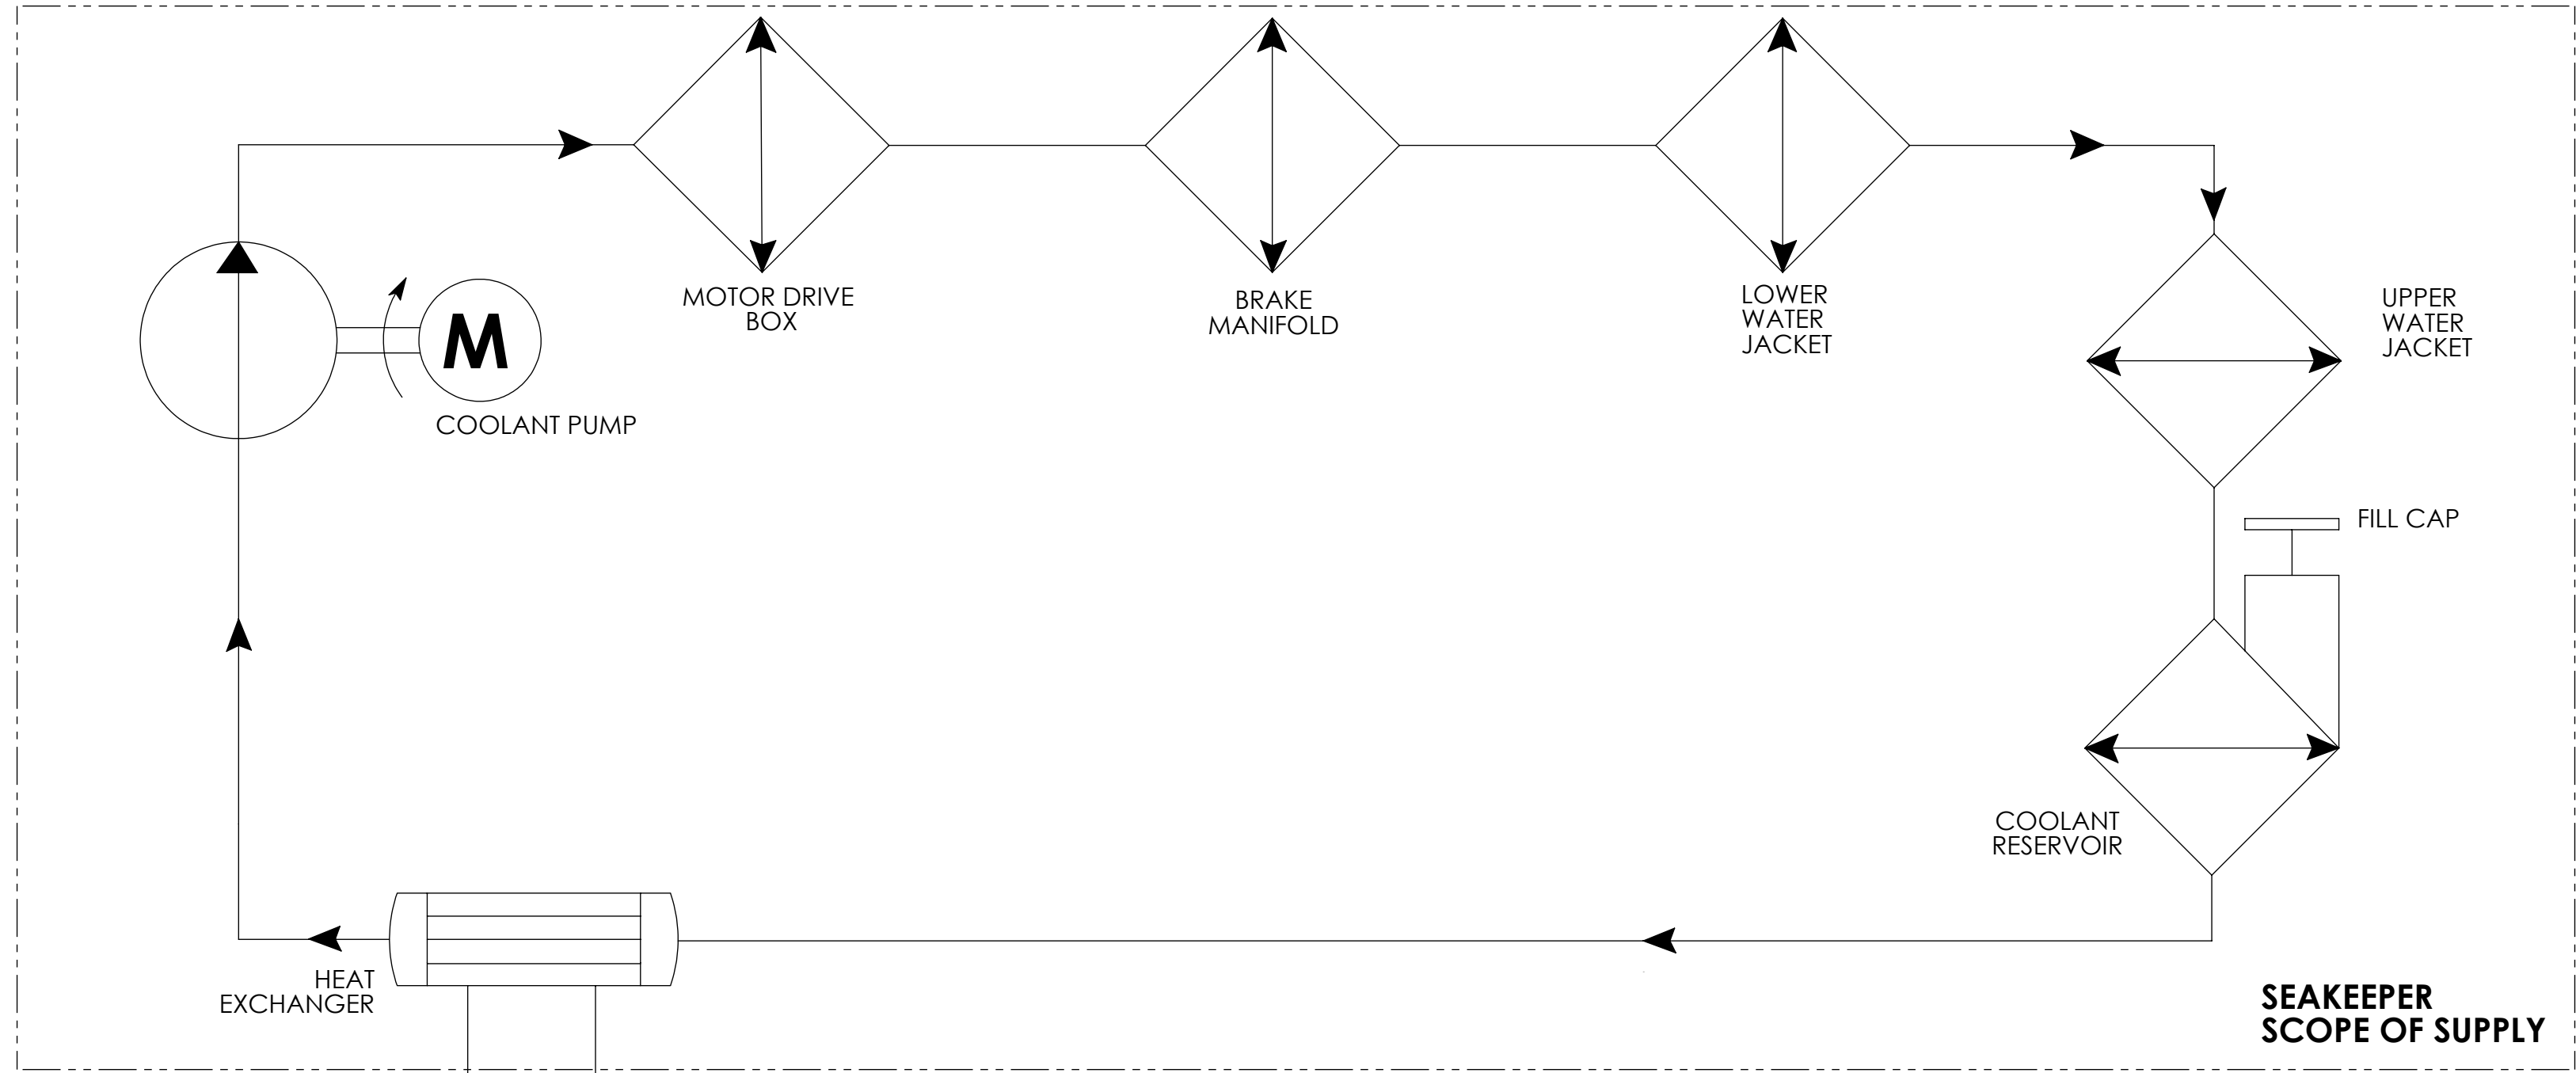 MOTOR DRIVE
BOX
BRAKE
MANIFOLD
LOWER
WATER
JACKET
UPPER
WATER
JACKET
M
COOLANT PUMP
FILL CAP
COOLANT
RESERVOIR
HEAT
EXCHANGER
SEAKEEPER
SCOPE OF SUPPLY